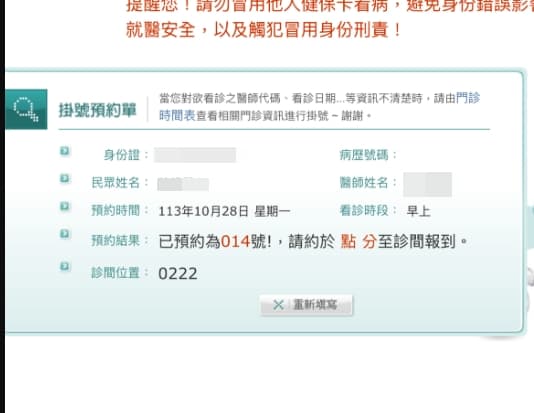 提醒您！請勿冒用他人健保卡看病，避免身份錯誤影響
就醫安全，以及觸犯冒用身份刑責！
掛號預約單
當您對欲看診之醫師代碼、看診日期...等資訊不清楚時，請由門診
時間表查看相關門診資訊進行掛號～謝謝。
身份證：
病歷號碼：
民眾姓名：
醫師姓名：
預約時間：113年10月28日 星期一
看診時段：早上
預約結果：已預約為014號!，請約於 點 分至診間報到。
診間位置：0222
重新填寫